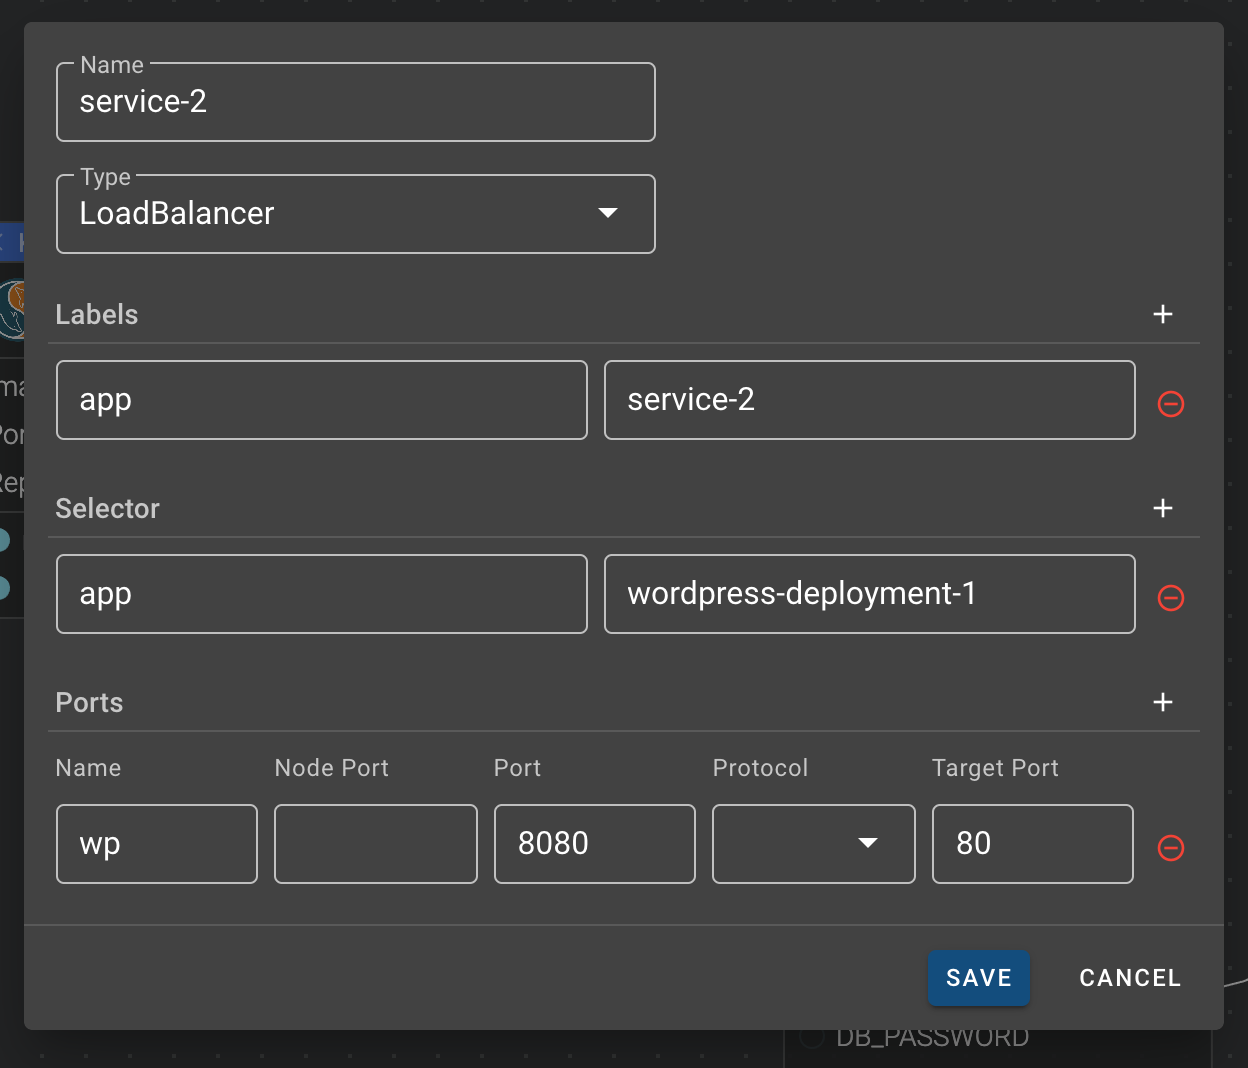 Name
service-2
Type
LoadBalancer
Labels
+
app
service-2
Selector
+
app
wordpress-deployment-1
Ports
+
Name Node Port Port Protocol Target Port
wp 8080 80
SAVE CANCEL
DB_PASSWORD